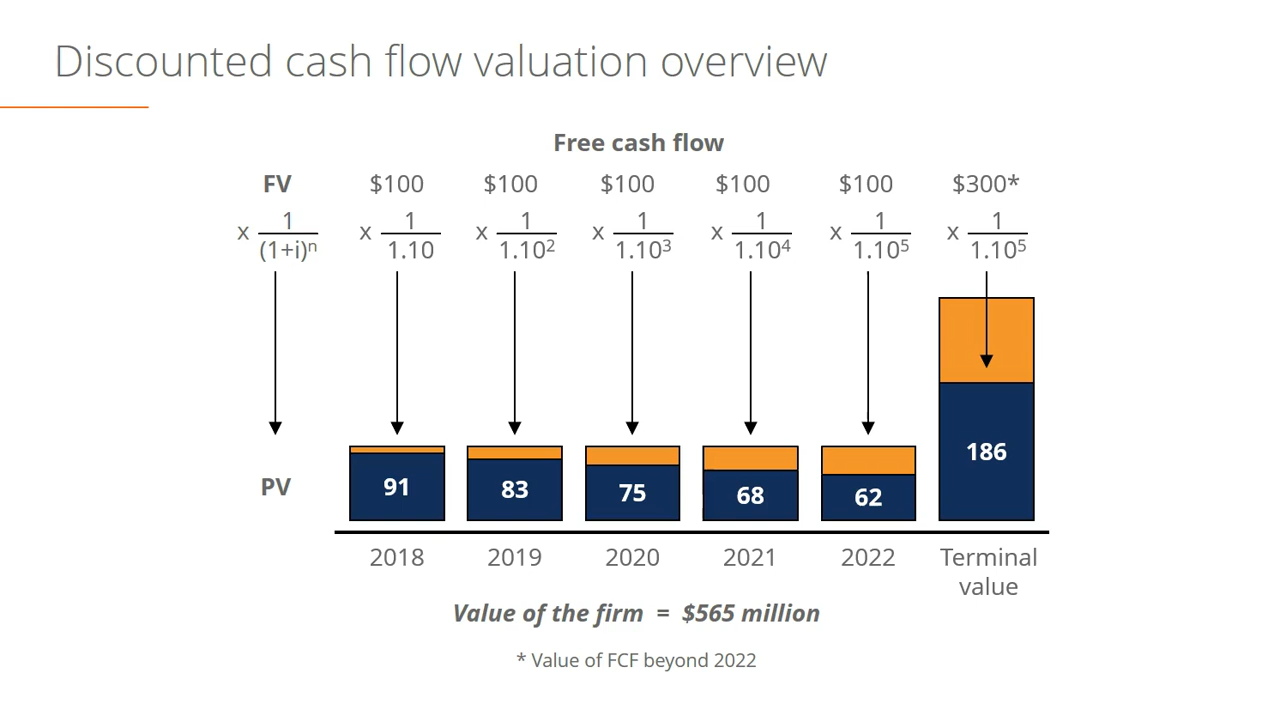 Discounted cash flow valuation overview
Free cash flow
FV $100 $100 $100 $100 $100 $300*
x 1/(1+i)ⁿ x 1/1.10 x 1/1.10² x 1/1.10³ x 1/1.10⁴ x 1/1.10⁵ x 1/1.10⁵
PV 91 83 75 68 62 186
2018 2019 2020 2021 2022 Terminal
value
Value of the firm = $565 million
* Value of FCF beyond 2022